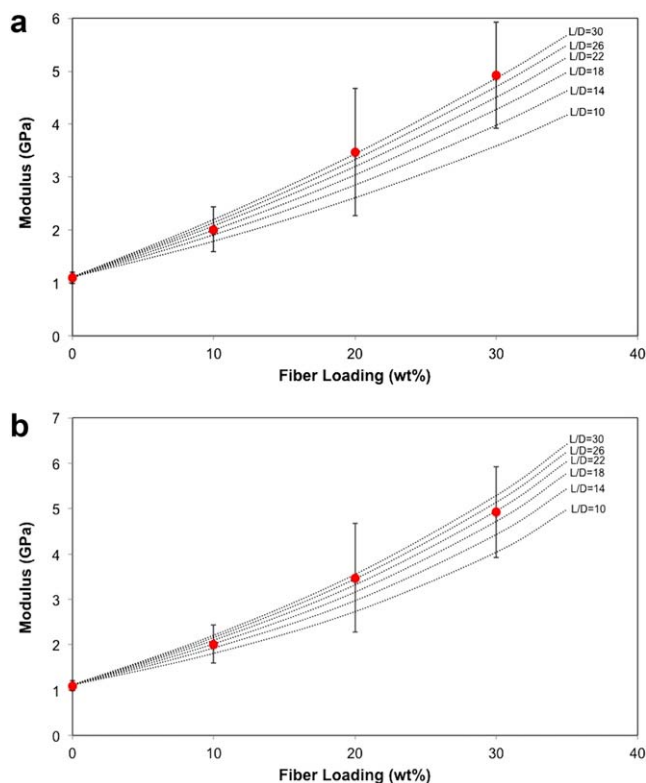 a
6
5
4
3
2
1
0
Modulus (GPa)
L/D=30
L/D=26
L/D=22
L/D=18
L/D=14
L/D=10
0 10 20 30 40
Fiber Loading (wt%)
b
7
6
5
4
3
2
1
0
Modulus (GPa)
L/D=30
L/D=26
L/D=22
L/D=18
L/D=14
L/D=10
0 10 20 30 40
Fiber Loading (wt%)